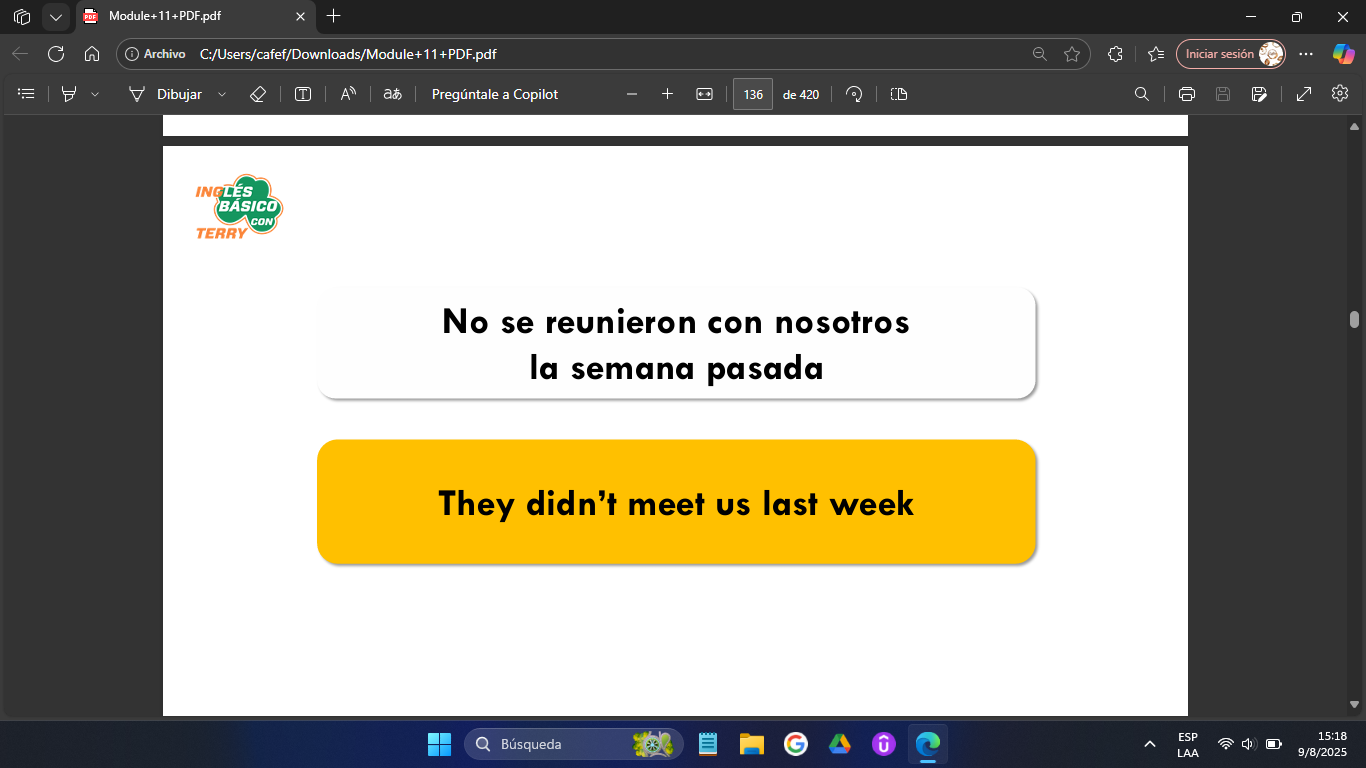 Module+11+PDF.pdf
Archivo
C:/Users/cafef/Downloads/Module+11+PDF.pdf
Iniciar sesión
Dibujar
aあ
Pregúntale a Copilot
136
de 420
INGLÉS
BÁSICO
CON
TERRY
No se reunieron con nosotros
la semana pasada
They didn't meet us last week
Búsqueda
ESP
LAA
15:18
9/8/2025